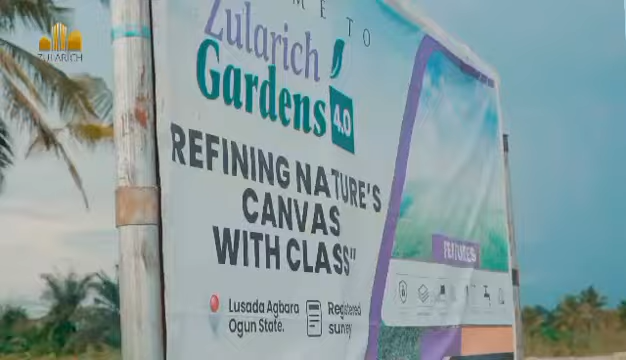 ZULARICH
ME TO
Zularich
Gardens 4.0
REFINING NATURE'S
CANVAS
WITH CLASS"
FEATURES
Lusada Agbara
Ogun State.
Registered
survey